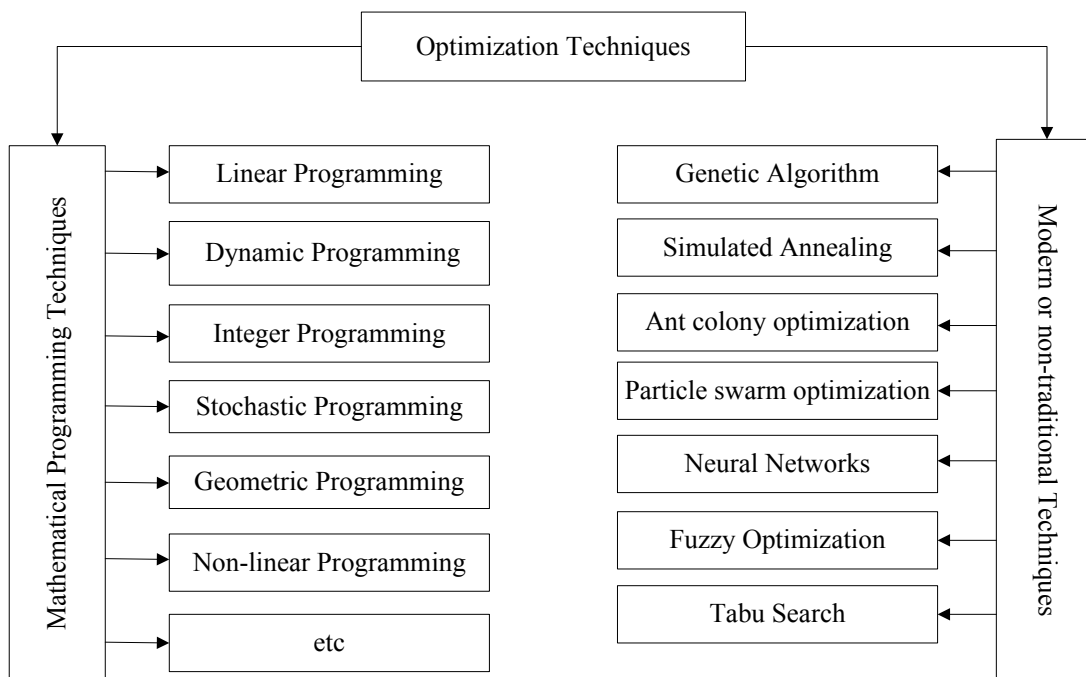 Optimization Techniques
Mathematical Programming Techniques
Linear Programming
Dynamic Programming
Integer Programming
Stochastic Programming
Geometric Programming
Non-linear Programming
etc
Genetic Algorithm
Simulated Annealing
Ant colony optimization
Particle swarm optimization
Neural Networks
Fuzzy Optimization
Tabu Search
Modern or non-traditional Techniques